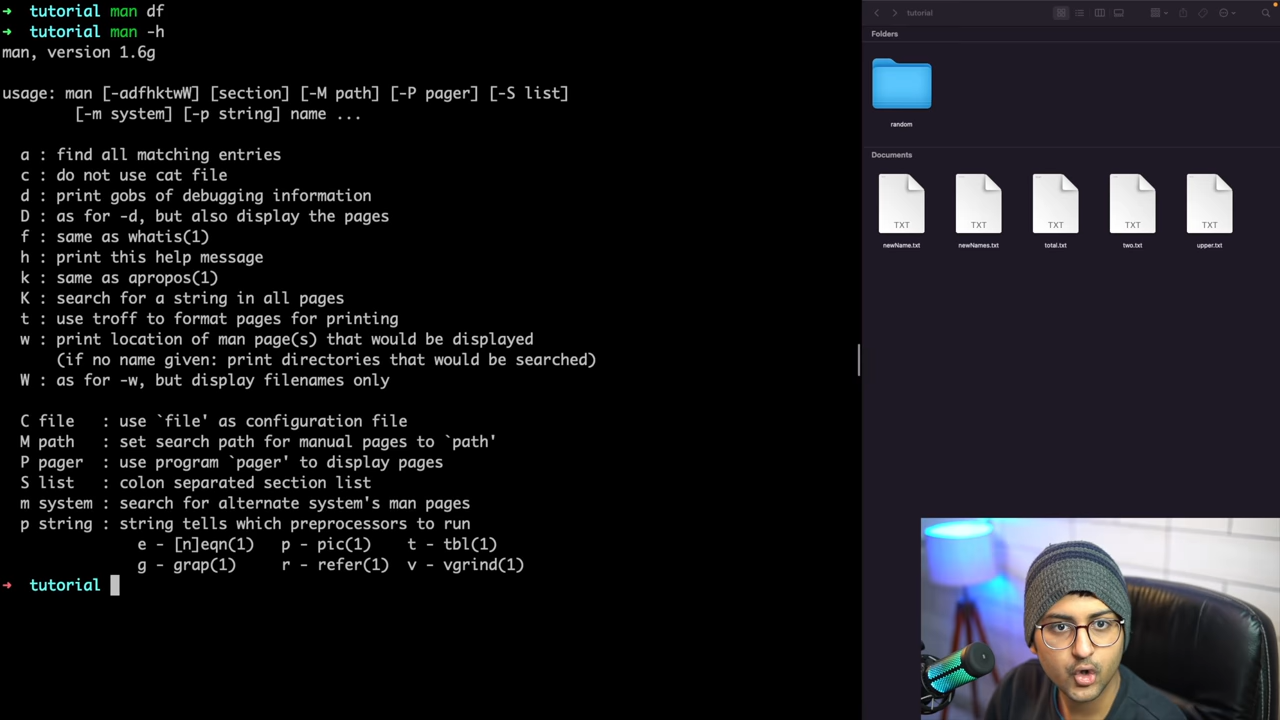 ➜ tutorial man df
➜ tutorial man -h
man, version 1.6g
usage: man [-adfhktwW] [section] [-M path] [-P pager] [-S list]
[-m system] [-p string] name ...
a : find all matching entries
c : do not use cat file
d : print gobs of debugging information
D : as for -d, but also display the pages
f : same as whatis(1)
h : print this help message
k : same as apropos(1)
K : search for a string in all pages
t : use troff to format pages for printing
w : print location of man page(s) that would be displayed
(if no name given: print directories that would be searched)
W : as for -w, but display filenames only
C file : use `file' as configuration file
M path : set search path for manual pages to `path'
P pager : use program `pager' to display pages
S list : colon separated section list
m system : search for alternate system's man pages
p string : string tells which preprocessors to run
e - [n]eqn(1) p - pic(1) t - tbl(1)
g - grap(1) r - refer(1) v - vgrind(1)
➜ tutorial
tutorial
Folders
random
Documents
TXT TXT TXT TXT TXT
newName.txt newNames.txt total.txt two.txt upper.txt